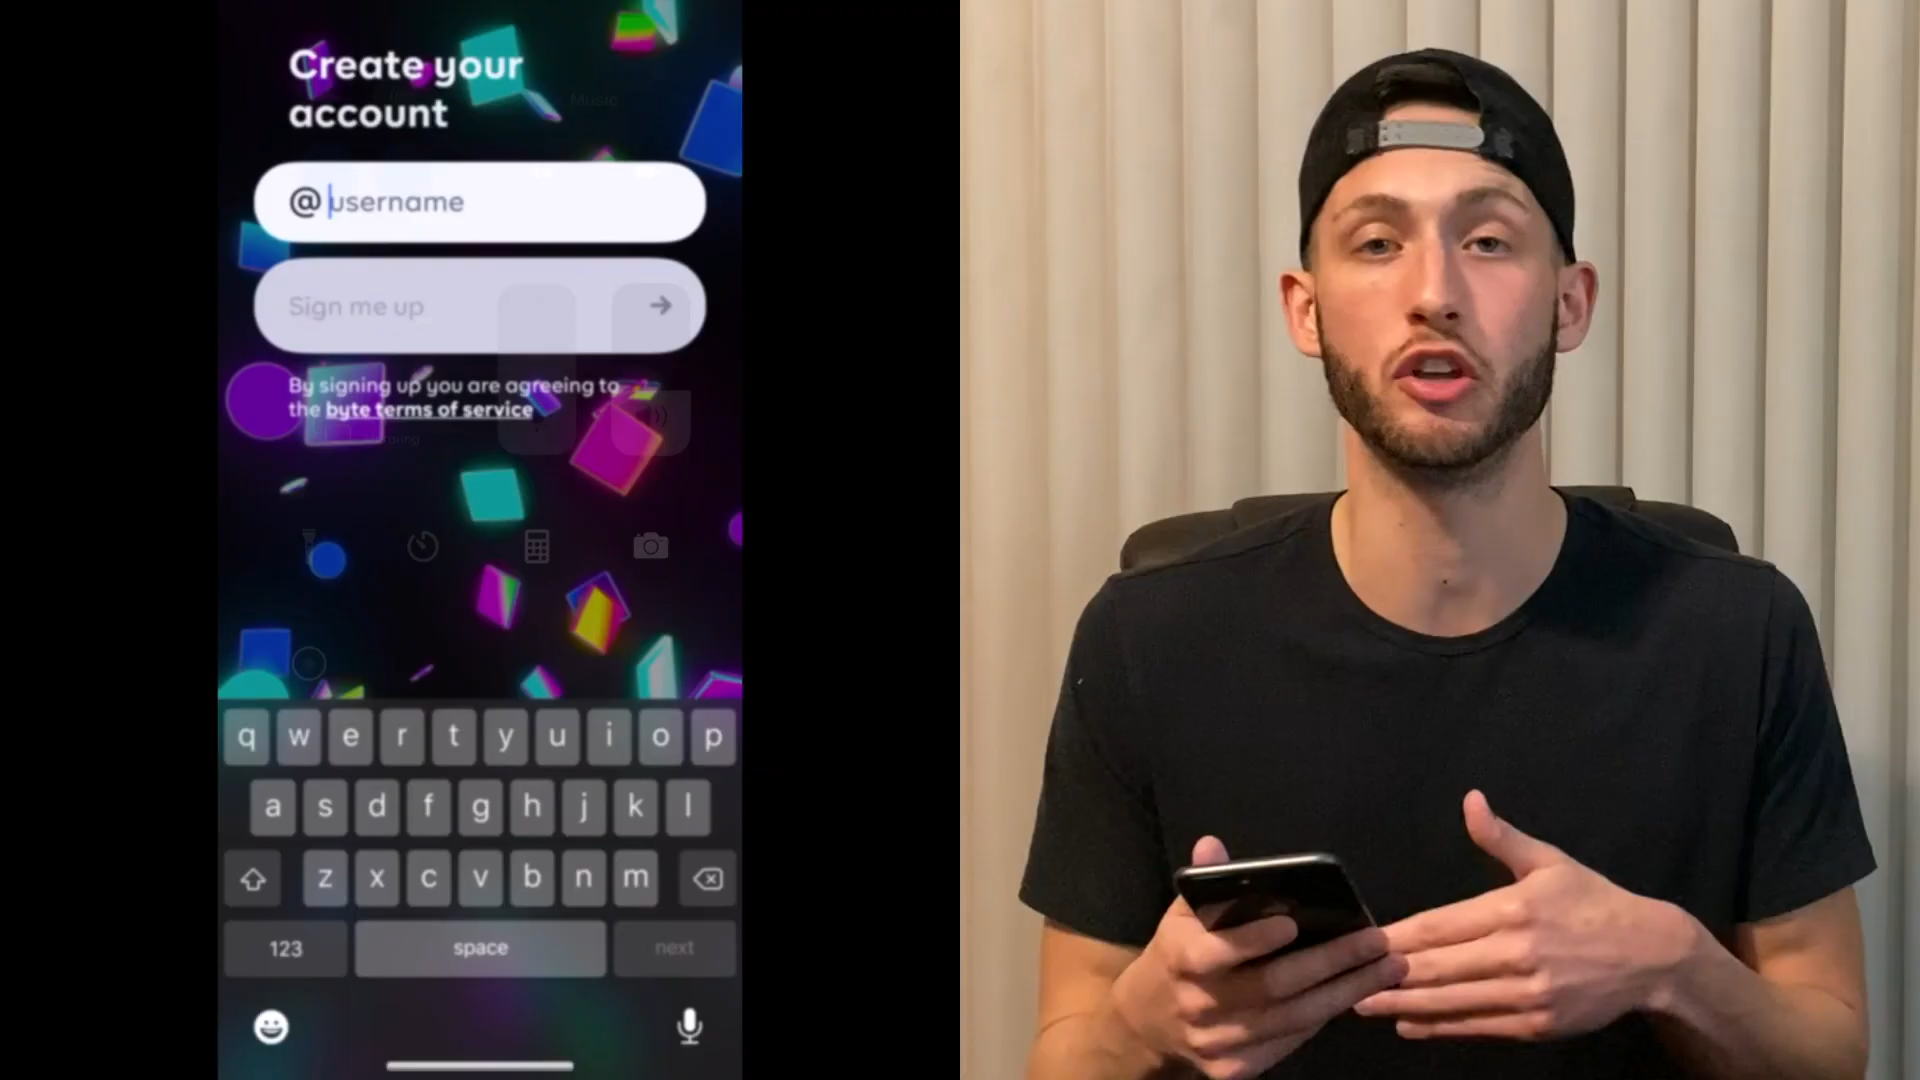 Create your
account
Music
@username
Sign me up
By signing up you are agreeing to
the byte terms of service
q w e r t y u i o p
a s d f g h j k l
z x c v b n m
123 space next